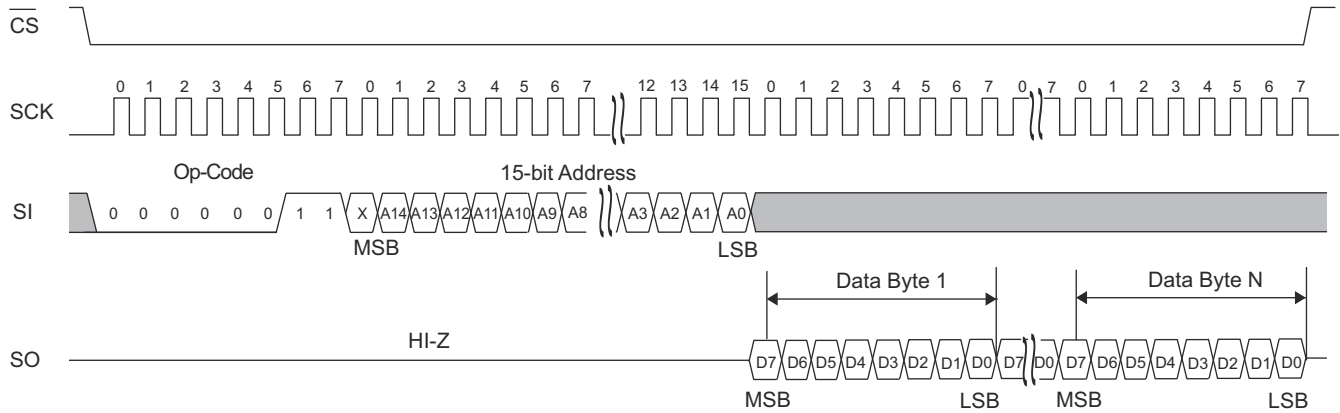 CS
SCK
0 1 2 3 4 5 6 7 0 1 2 3 4 5 6 7 12 13 14 15 0 1 2 3 4 5 6 7 0 7 0 1 2 3 4 5 6 7
Op-Code 15-bit Address
SI
0 0 0 0 0 0 1 1 X A14 A13 A12 A11 A10 A9 A8 A3 A2 A1 A0
MSB LSB
Data Byte 1 Data Byte N
HI-Z
SO
D7 D6 D5 D4 D3 D2 D1 D0 D7 D0 D7 D6 D5 D4 D3 D2 D1 D0
MSB LSB MSB LSB